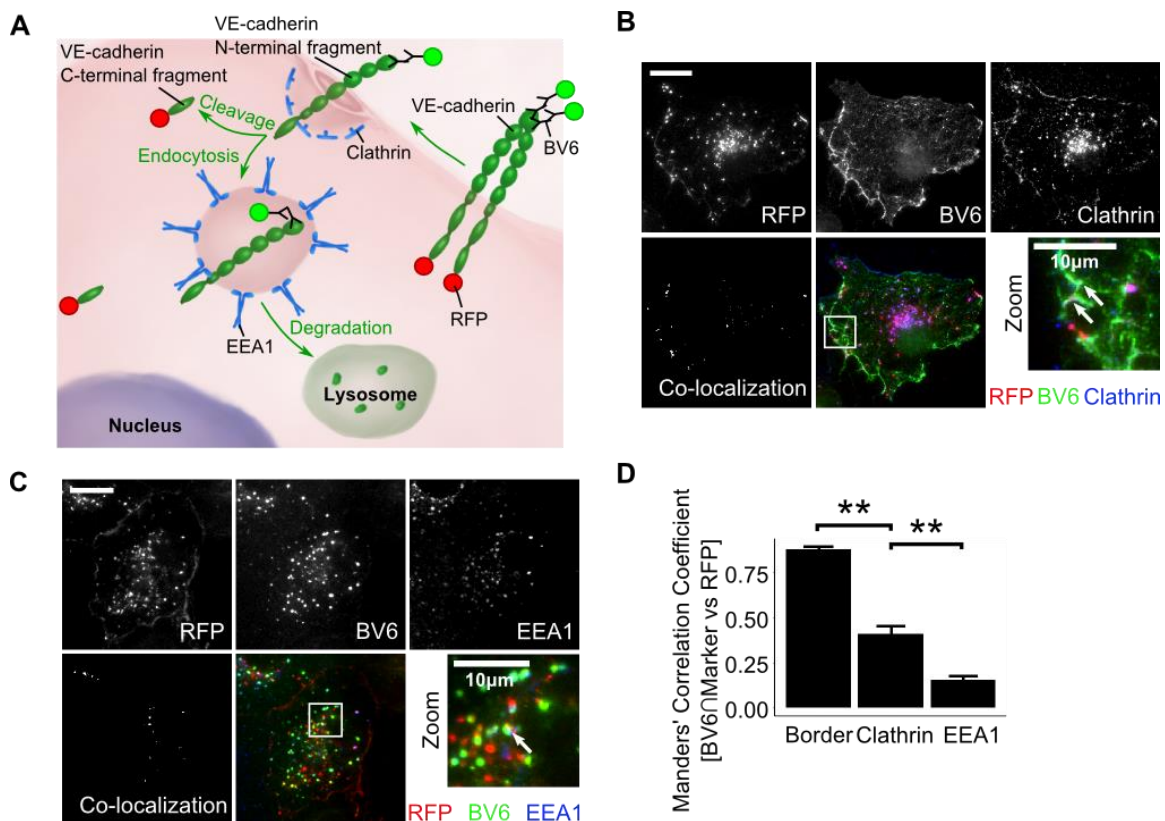 A
VE-cadherin
N-terminal fragment
VE-cadherin
C-terminal fragment
Cleavage
VE-cadherin
BV6
Clathrin
Endocytosis
RFP
EEA1
Degradation
Lysosome
Nucleus
B
RFP
BV6
Clathrin
Co-localization
Zoom
10µm
RFP BV6 Clathrin
C
RFP
BV6
EEA1
Co-localization
Zoom
10µm
RFP BV6 EEA1
D
Manders' Correlation Coefficient
[BV6∩Marker vs RFP]
0.75
0.50
0.25
0.00
**
**
Border Clathrin EEA1